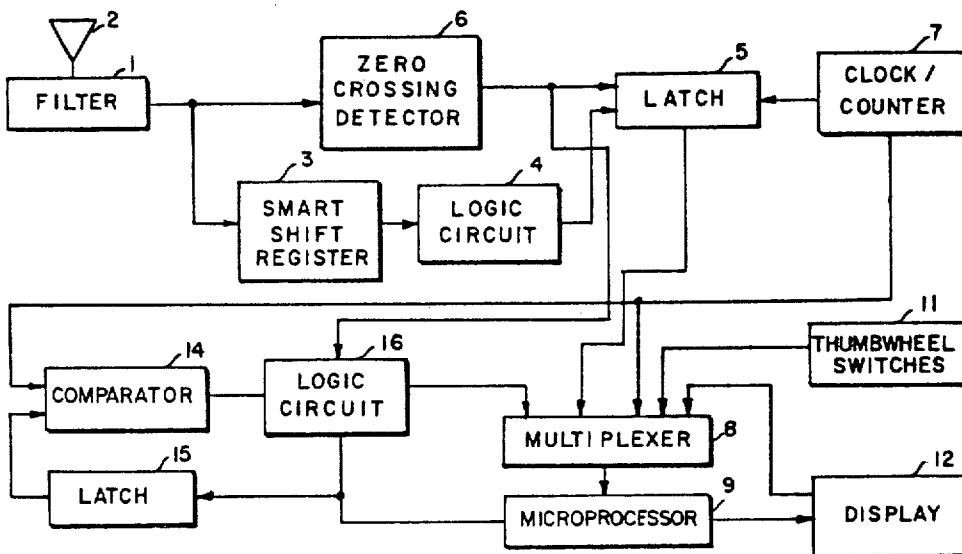 2
1
FILTER
6
ZERO
CROSSING
DETECTOR
5
LATCH
7
CLOCK/
COUNTER
3
SMART
SHIFT
REGISTER
4
LOGIC
CIRCUIT
11
THUMBWHEEL
SWITCHES
14
COMPARATOR
16
LOGIC
CIRCUIT
MULTIPLEXER
8
15
LATCH
9
MICROPROCESSOR
12
DISPLAY